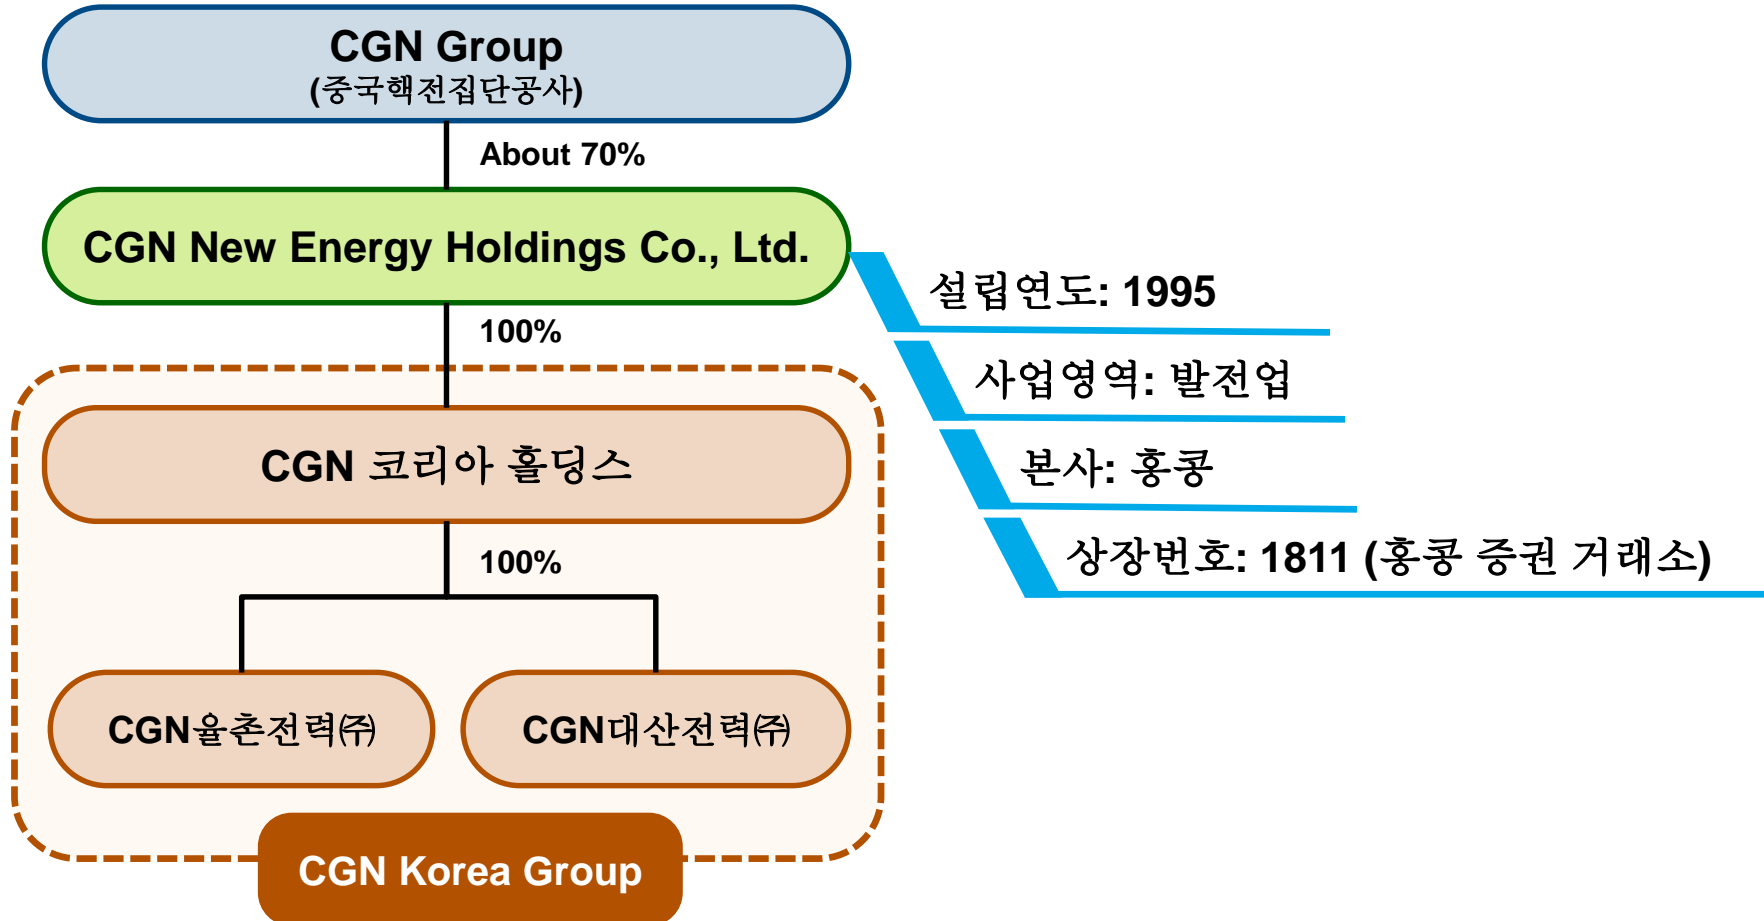 CGN Group
(중국핵전집단공사)
About 70%
CGN New Energy Holdings Co., Ltd.
설립연도: 1995
100%
사업영역: 발전업
CGN 코리아 홀딩스
본사: 홍콩
100%
상장번호: 1811 (홍콩 증권 거래소)
CGN율촌전력㈜
CGN대산전력㈜
CGN Korea Group